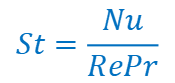 St = Nu / RePr